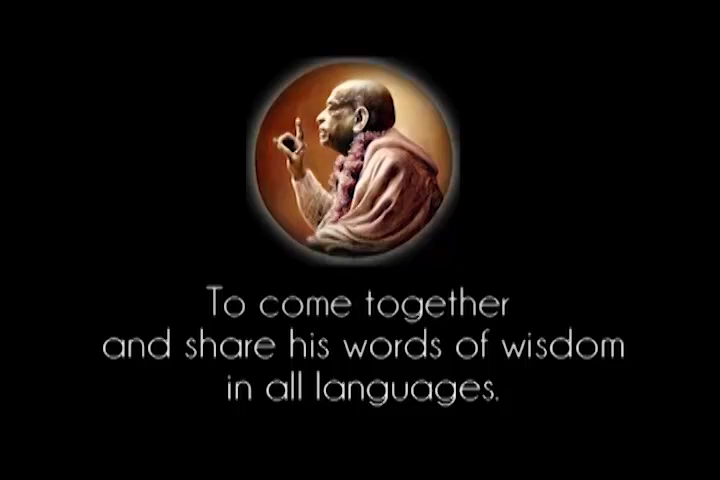 To come together
and share his words of wisdom
in all languages.